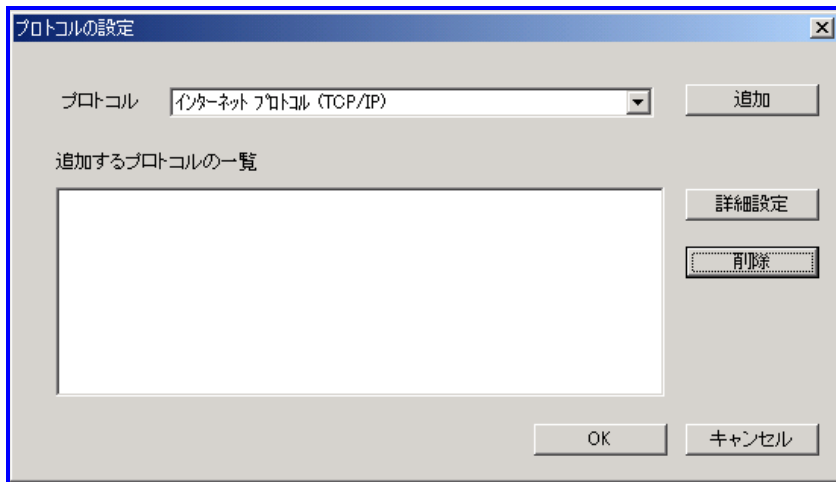 プロトコルの設定
プロトコル
インターネット プロトコル (TCP/IP)
追加
追加するプロトコルの一覧
詳細設定
削除
OK
キャンセル